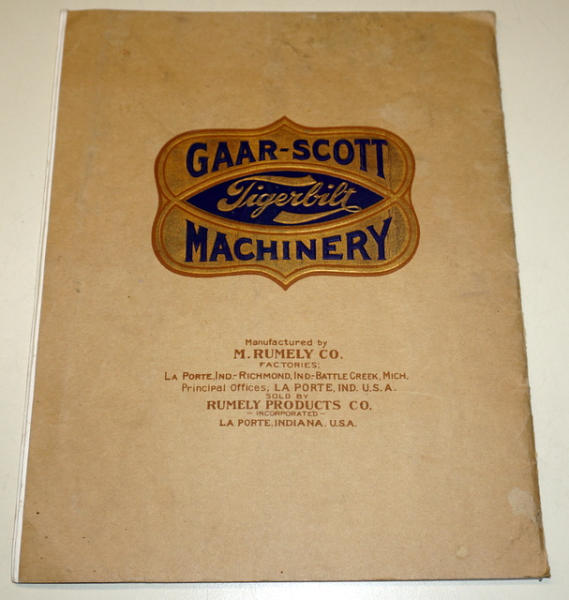 GAAR-SCOTT
Tigerbilt
MACHINERY
Manufactured by
M. RUMELY CO.
FACTORIES;
LA PORTE, IND.- RICHMOND, IND-BATTLE CREEK, MICH.
Principal Offices; LA PORTE, IND. U.S.A.
SOLD BY
RUMELY PRODUCTS CO.
— INCORPORATED —
LA PORTE, INDIANA. U.S.A.